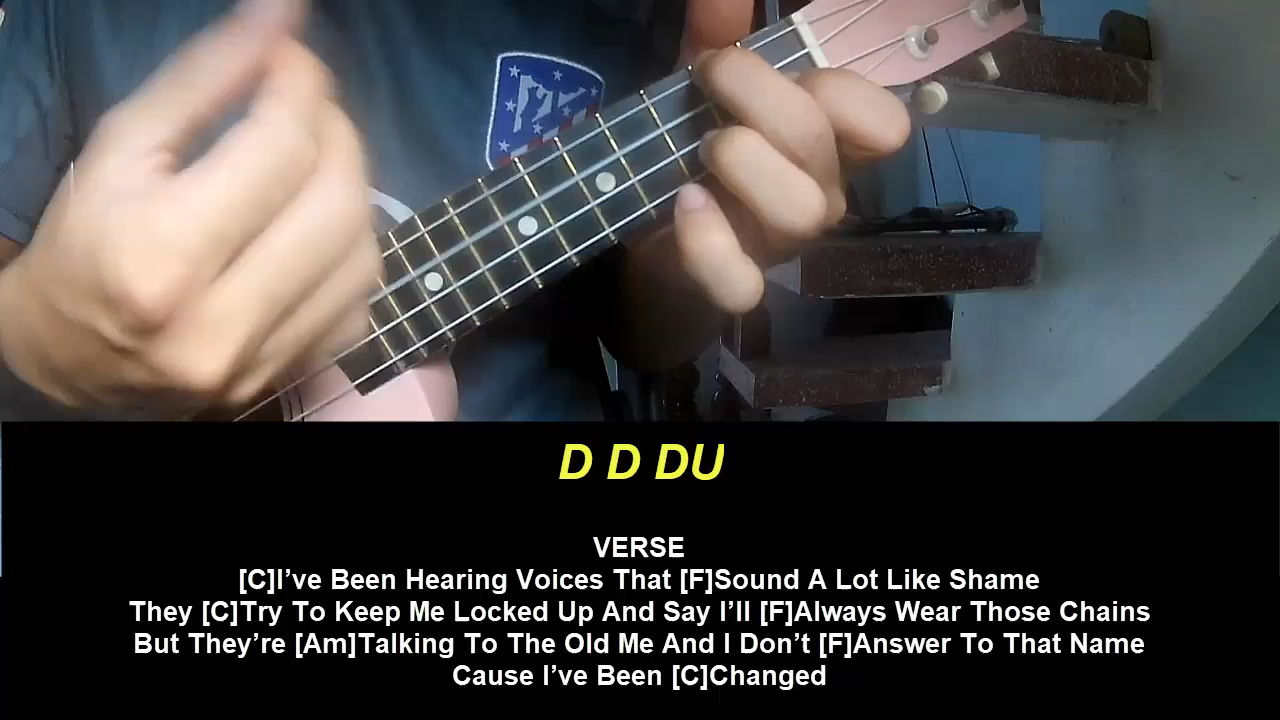 D D DU
VERSE
[C]I’ve Been Hearing Voices That [F]Sound A Lot Like Shame
They [C]Try To Keep Me Locked Up And Say I’ll [F]Always Wear Those Chains
But They’re [Am]Talking To The Old Me And I Don’t [F]Answer To That Name
Cause I’ve Been [C]Changed